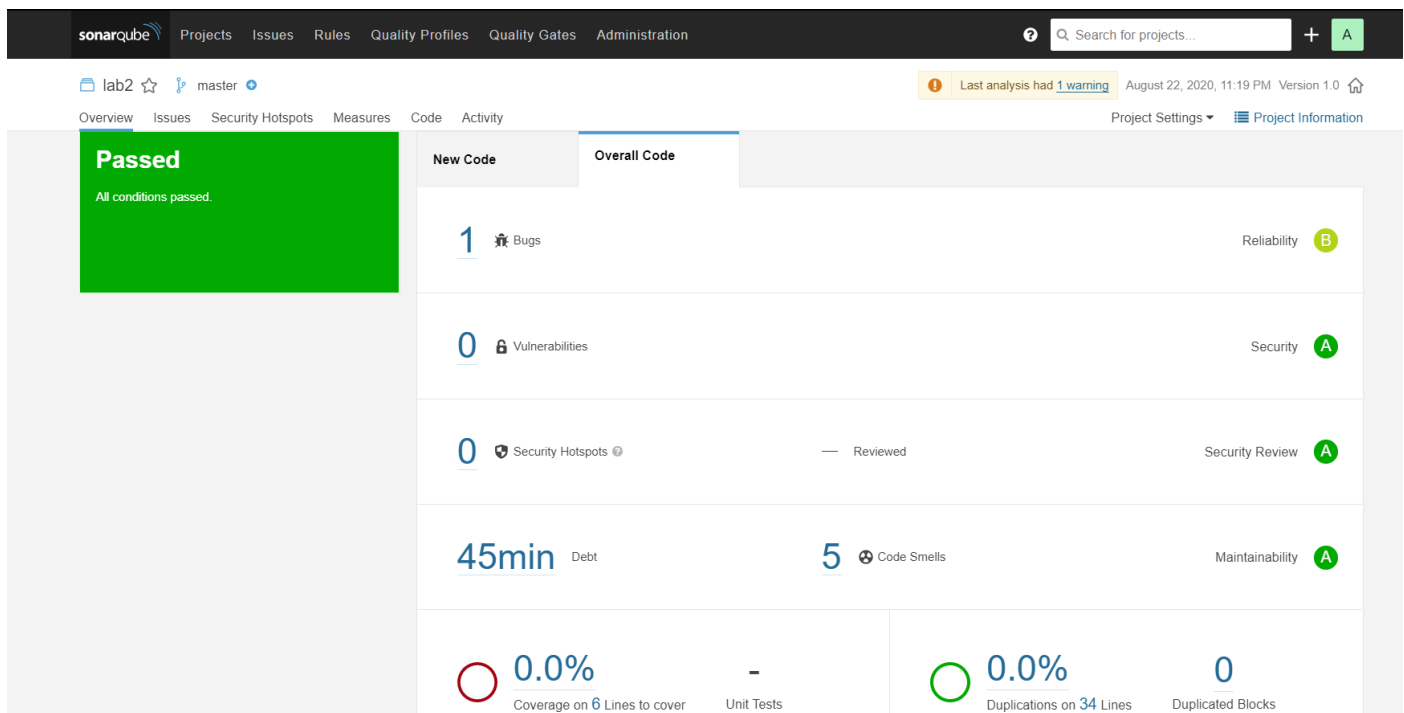 sonarqube Projects Issues Rules Quality Profiles Quality Gates Administration ? Search for projects... + A
lab2 master Last analysis had 1 warning August 22, 2020, 11:19 PM Version 1.0
Overview Issues Security Hotspots Measures Code Activity Project Settings Project Information
Passed
All conditions passed.
New Code Overall Code
1 Bugs Reliability B
0 Vulnerabilities Security A
0 Security Hotspots ? — Reviewed Security Review A
45min Debt 5 Code Smells Maintainability A
0.0% - 0.0% 0
Coverage on 6 Lines to cover Unit Tests Duplications on 34 Lines Duplicated Blocks